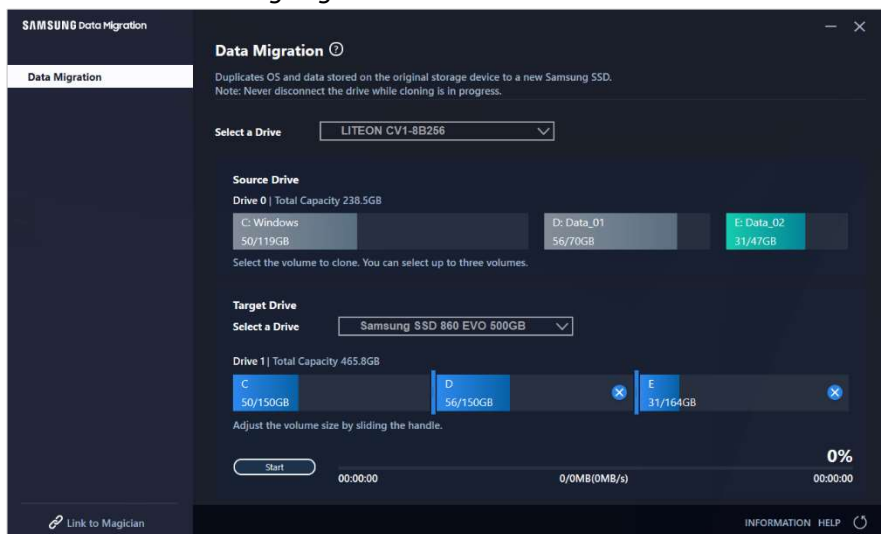 SAMSUNG Data Migration
Data Migration
Data Migration ?
Duplicates OS and data stored on the original storage device to a new Samsung SSD.
Note: Never disconnect the drive while cloning is in progress.
Select a Drive LITEON CV1-8B256
Source Drive
Drive 0 | Total Capacity 238.5GB
C: Windows D: Data_01 E: Data_02
50/119GB 56/70GB 31/47GB
Select the volume to clone. You can select up to three volumes.
Target Drive
Select a Drive Samsung SSD 860 EVO 500GB
Drive 1 | Total Capacity 465.8GB
C D E
50/150GB 56/150GB 31/164GB
Adjust the volume size by sliding the handle.
0%
Start
00:00:00 0/0MB(0MB/s) 00:00:00
Link to Magician INFORMATION HELP